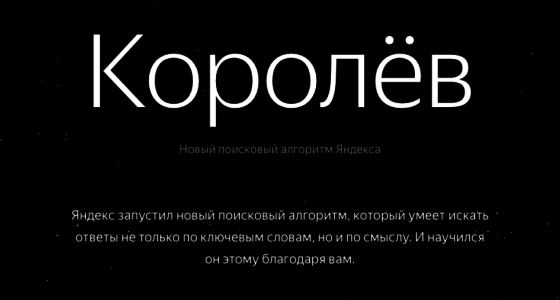 Королёв
Новый поисковый алгоритм Яндекса
Яндекс запустил новый поисковый алгоритм, который умеет искать
ответы не только по ключевым словам, но и по смыслу. И научился
он этому благодаря вам.